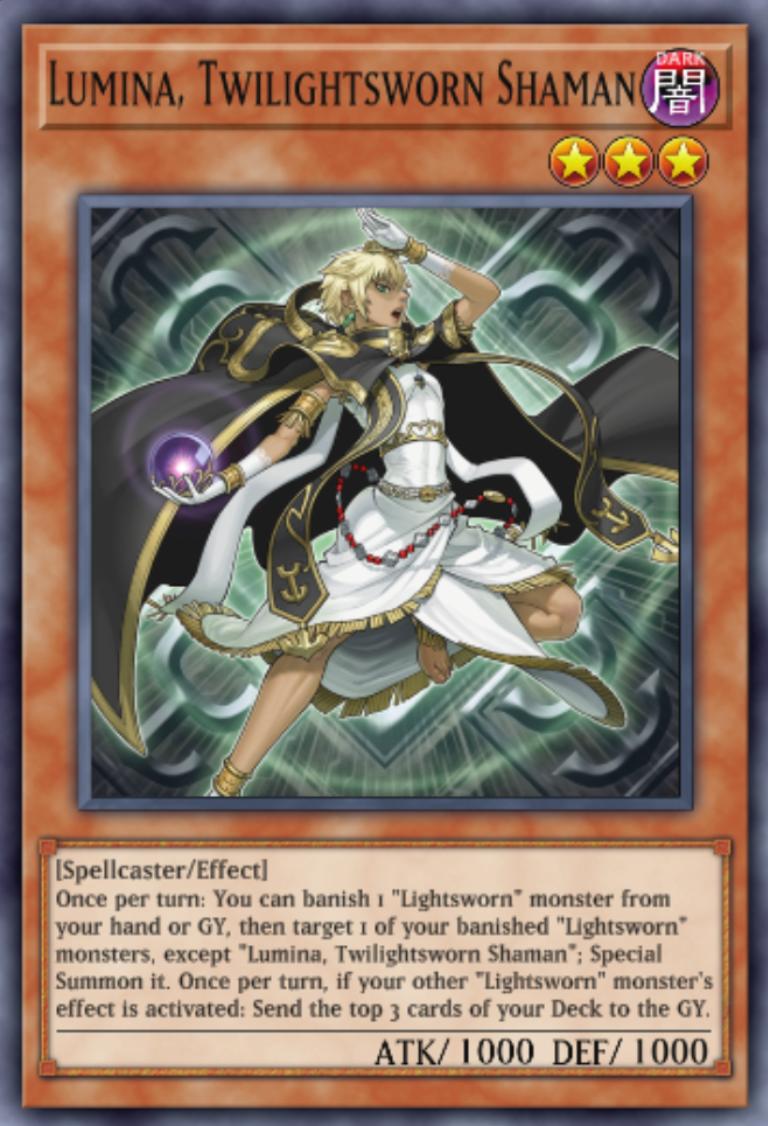 Lumina, Twilightsworn Shaman
DARK
闇
[Spellcaster/Effect]
Once per turn: You can banish 1 "Lightsworn" monster from
your hand or GY, then target 1 of your banished "Lightsworn"
monsters, except "Lumina, Twilightsworn Shaman"; Special
Summon it. Once per turn, if your other "Lightsworn" monster's
effect is activated: Send the top 3 cards of your Deck to the GY.
ATK/ 1000 DEF/ 1000